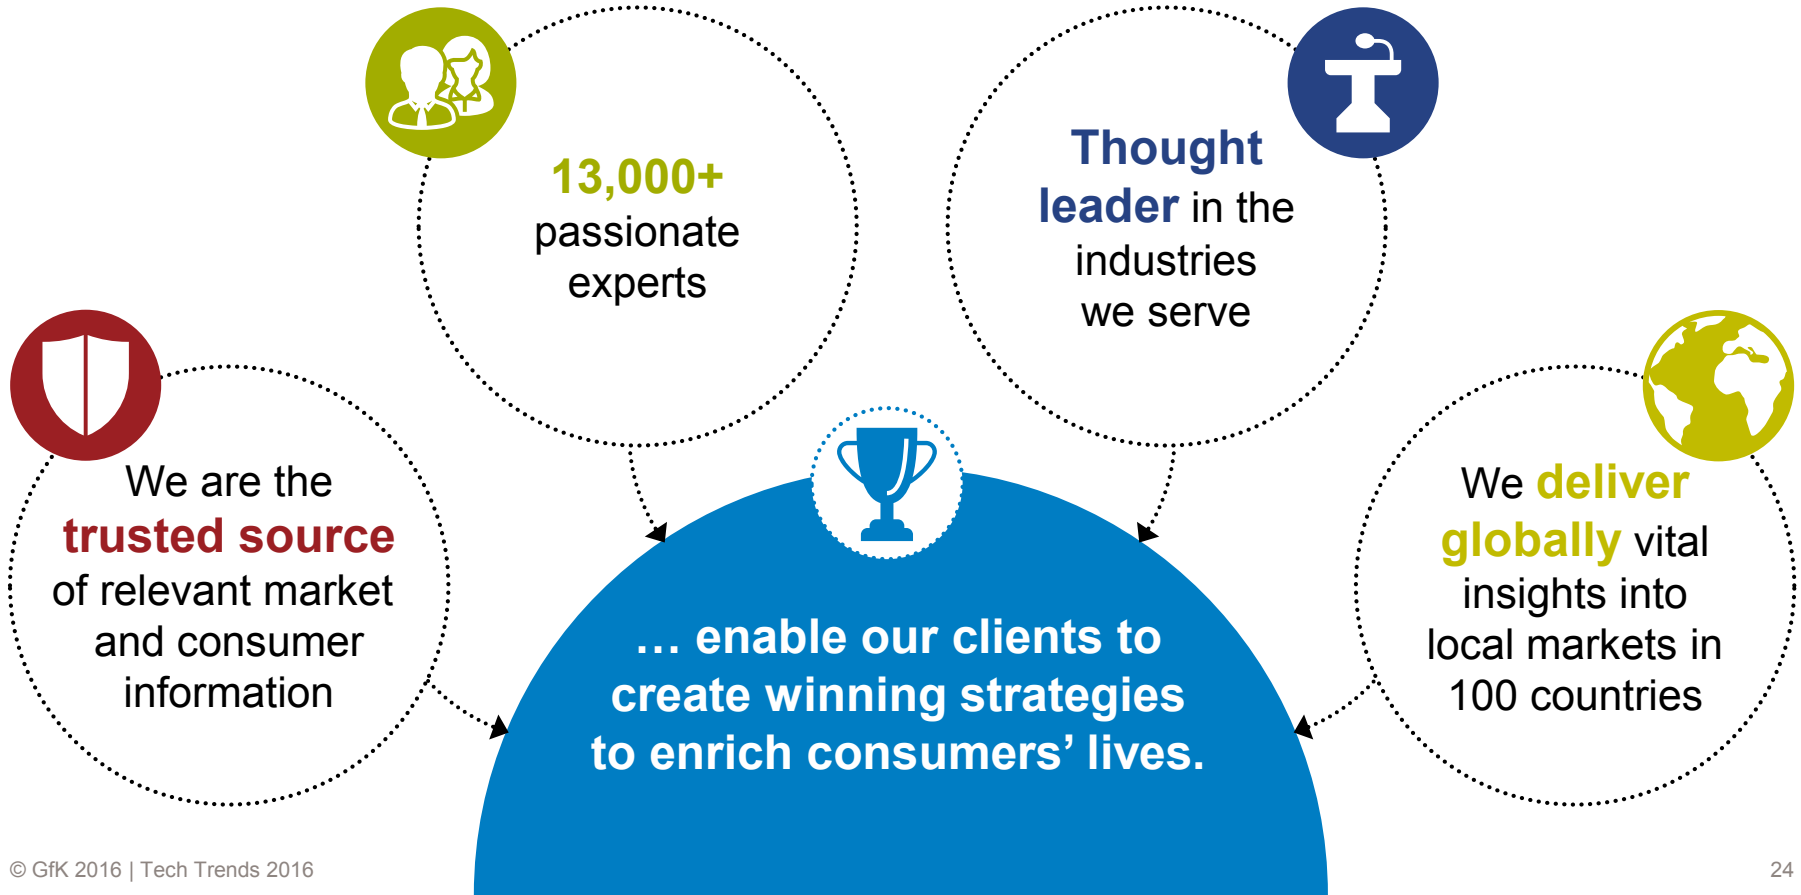 We are the
trusted source
of relevant market
and consumer
information
13,000+
passionate
experts
Thought
leader in the
industries
we serve
We deliver
globally vital
insights into
local markets in
100 countries
… enable our clients to
create winning strategies
to enrich consumers’ lives.
© GfK 2016 | Tech Trends 2016
24